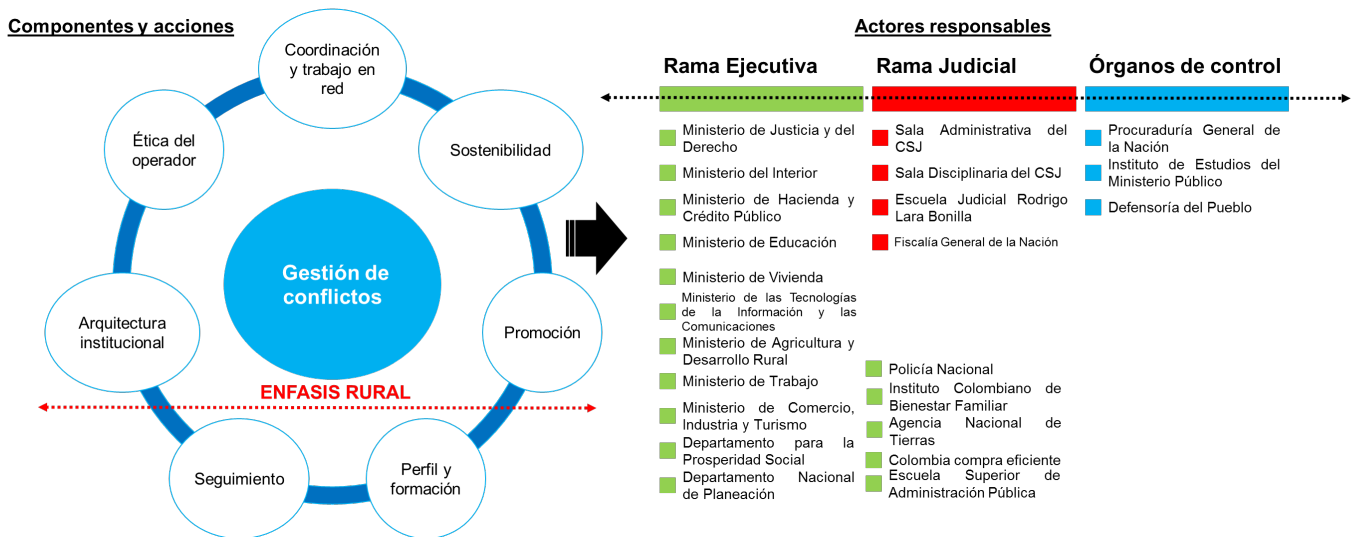 Componentes y acciones
Coordinación
y trabajo en
red
Ética del
operador
Sostenibilidad
Gestión de
conflictos
Arquitectura
institucional
Promoción
ENFASIS RURAL
Seguimiento
Perfil y
formación
Actores responsables
Rama Ejecutiva
Ministerio de Justicia y del
Derecho
Ministerio del Interior
Ministerio de Hacienda y
Crédito Público
Ministerio de Educación
Ministerio de Vivienda
Ministerio de las Tecnologías
de la Información y las
Comunicaciones
Ministerio de Agricultura y
Desarrollo Rural
Ministerio de Trabajo
Ministerio de Comercio,
Industria y Turismo
Departamento para la
Prosperidad Social
Departamento Nacional
de Planeación
Rama Judicial
Sala Administrativa del
CSJ
Sala Disciplinaria del CSJ
Escuela Judicial Rodrigo
Lara Bonilla
Fiscalía General de la Nación
Policía Nacional
Instituto Colombiano de
Bienestar Familiar
Agencia Nacional de
Tierras
Colombia compra eficiente
Escuela Superior de
Administración Pública
Órganos de control
Procuraduría General de
la Nación
Instituto de Estudios del
Ministerio Público
Defensoría del Pueblo